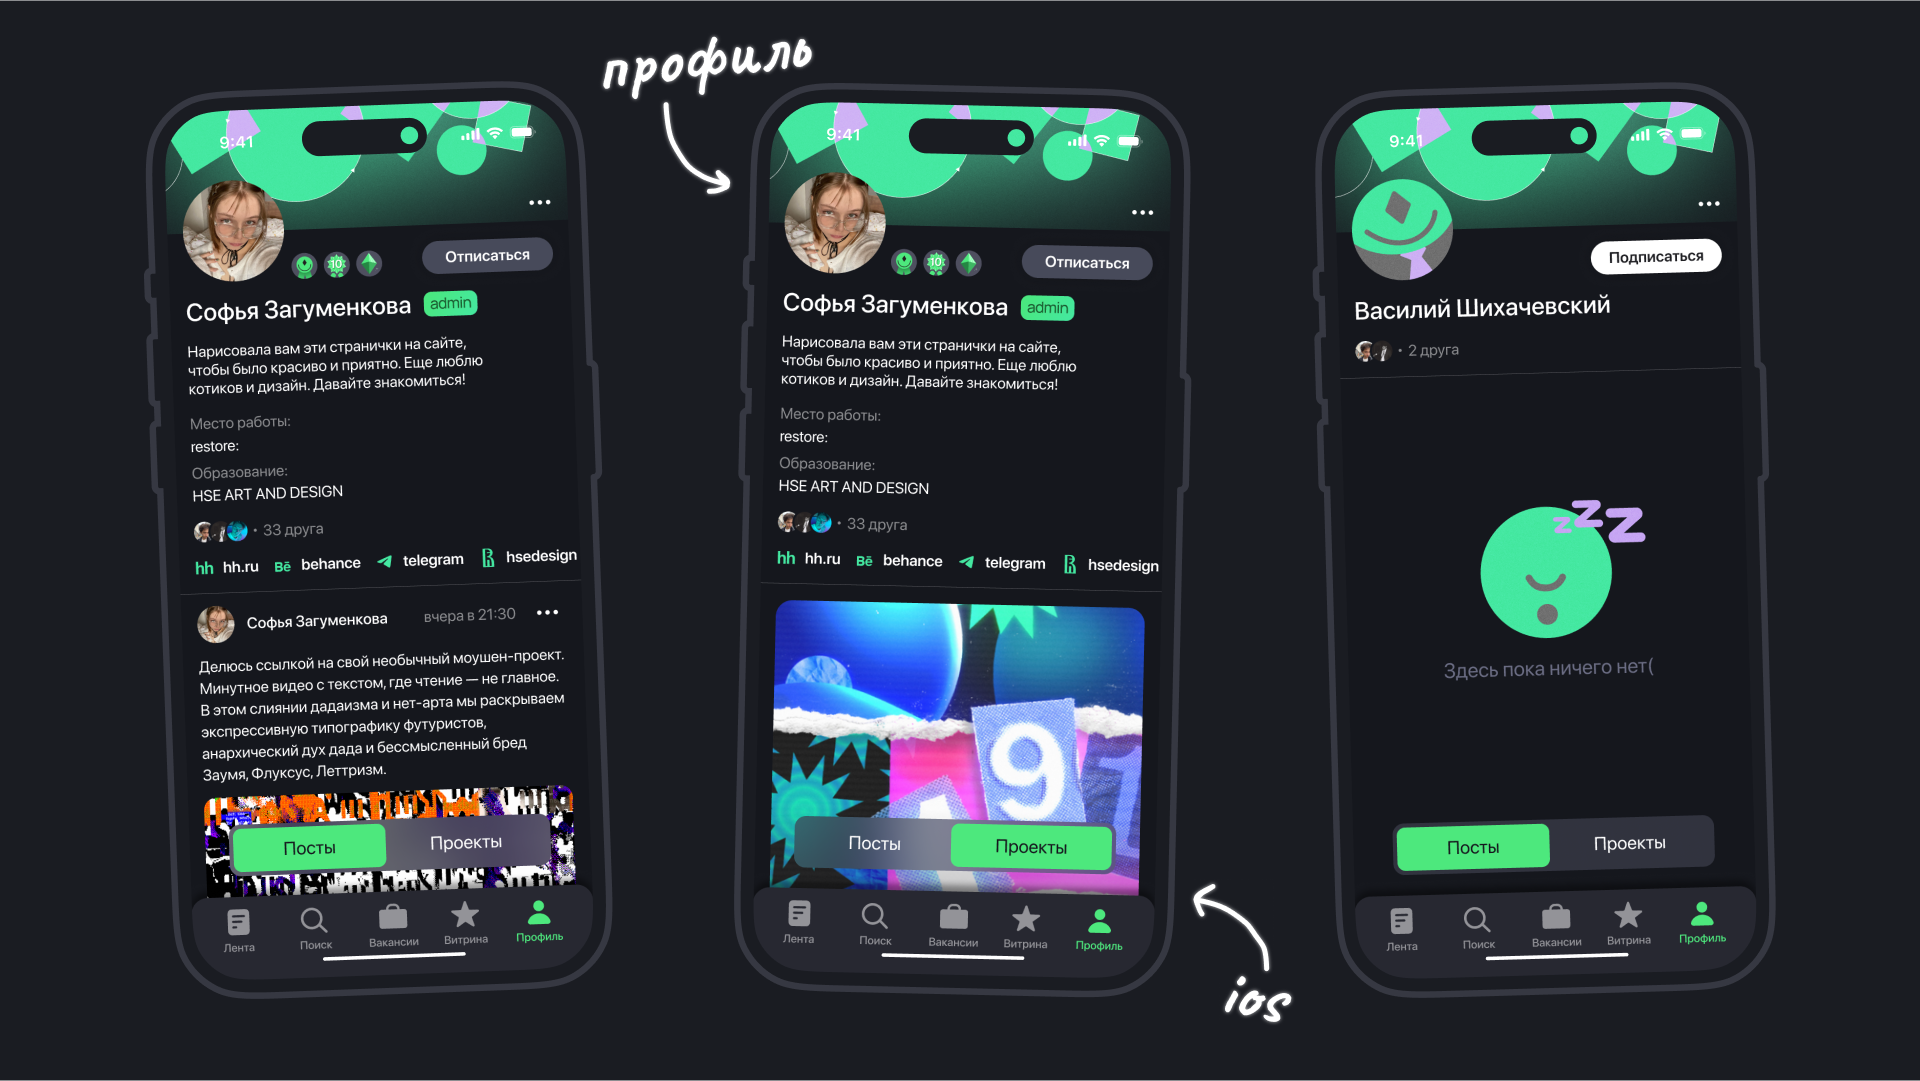 профиль
9:41
10
Отписаться
Софья Загуменкова admin
Нарисовала вам эти странички на сайте,
чтобы было красиво и приятно. Еще люблю
котиков и дизайн. Давайте знакомиться!
Место работы:
restore:
Образование:
HSE ART AND DESIGN
· 33 друга
hh hh.ru Bē behance telegram hsedesign
Софья Загуменкова вчера в 21:30
Делюсь ссылкой на свой необычный моушен-проект.
Минутное видео с текстом, где чтение — не главное.
В этом слиянии дадаизма и нет-арта мы раскрываем
экспрессивную типографику футуристов,
анархический дух дада и бессмысленный бред
Заумя, Флуксус, Леттризм.
Посты Проекты
Лента Поиск Вакансии Витрина Профиль
9:41
10
Отписаться
Софья Загуменкова admin
Нарисовала вам эти странички на сайте,
чтобы было красиво и приятно. Еще люблю
котиков и дизайн. Давайте знакомиться!
Место работы:
restore:
Образование:
HSE ART AND DESIGN
· 33 друга
hh hh.ru Bē behance telegram hsedesign
9
1
Посты Проекты
Лента Поиск Вакансии Витрина Профиль
ios
9:41
Подписаться
Василий Шихачевский
· 2 друга
zzz
Здесь пока ничего нет(
Посты Проекты
Лента Поиск Вакансии Витрина Профиль